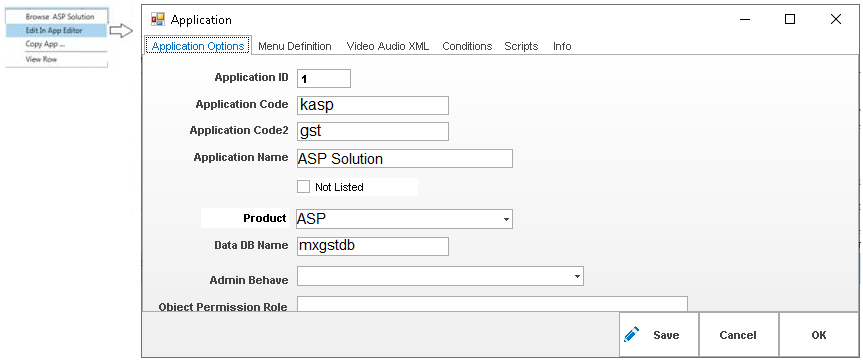 Browse ASP Solution
Edit In App Editor
Copy App ...
View Row
Application
Application Options Menu Definition Video Audio XML Conditions Scripts Info
Application ID 1
Application Code kasp
Application Code2 gst
Application Name ASP Solution
Not Listed
Product ASP
Data DB Name mxgstdb
Admin Behave
Object Permission Role
Save Cancel OK